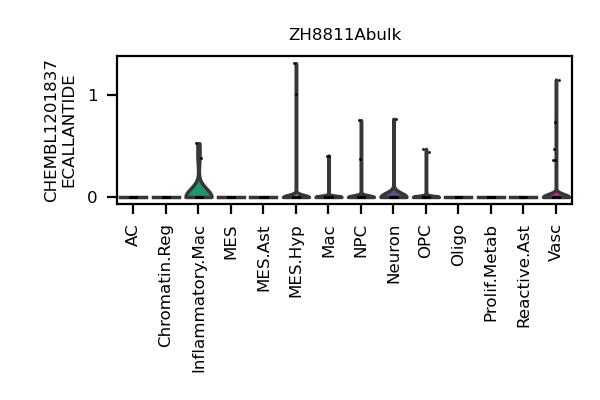 ZH8811Abulk
CHEMBL1201837
ECALLANTIDE
1
0
AC
Chromatin.Reg
Inflammatory.Mac
MES
MES.Ast
MES.Hyp
Mac
NPC
Neuron
OPC
Oligo
Prolif.Metab
Reactive.Ast
Vasc